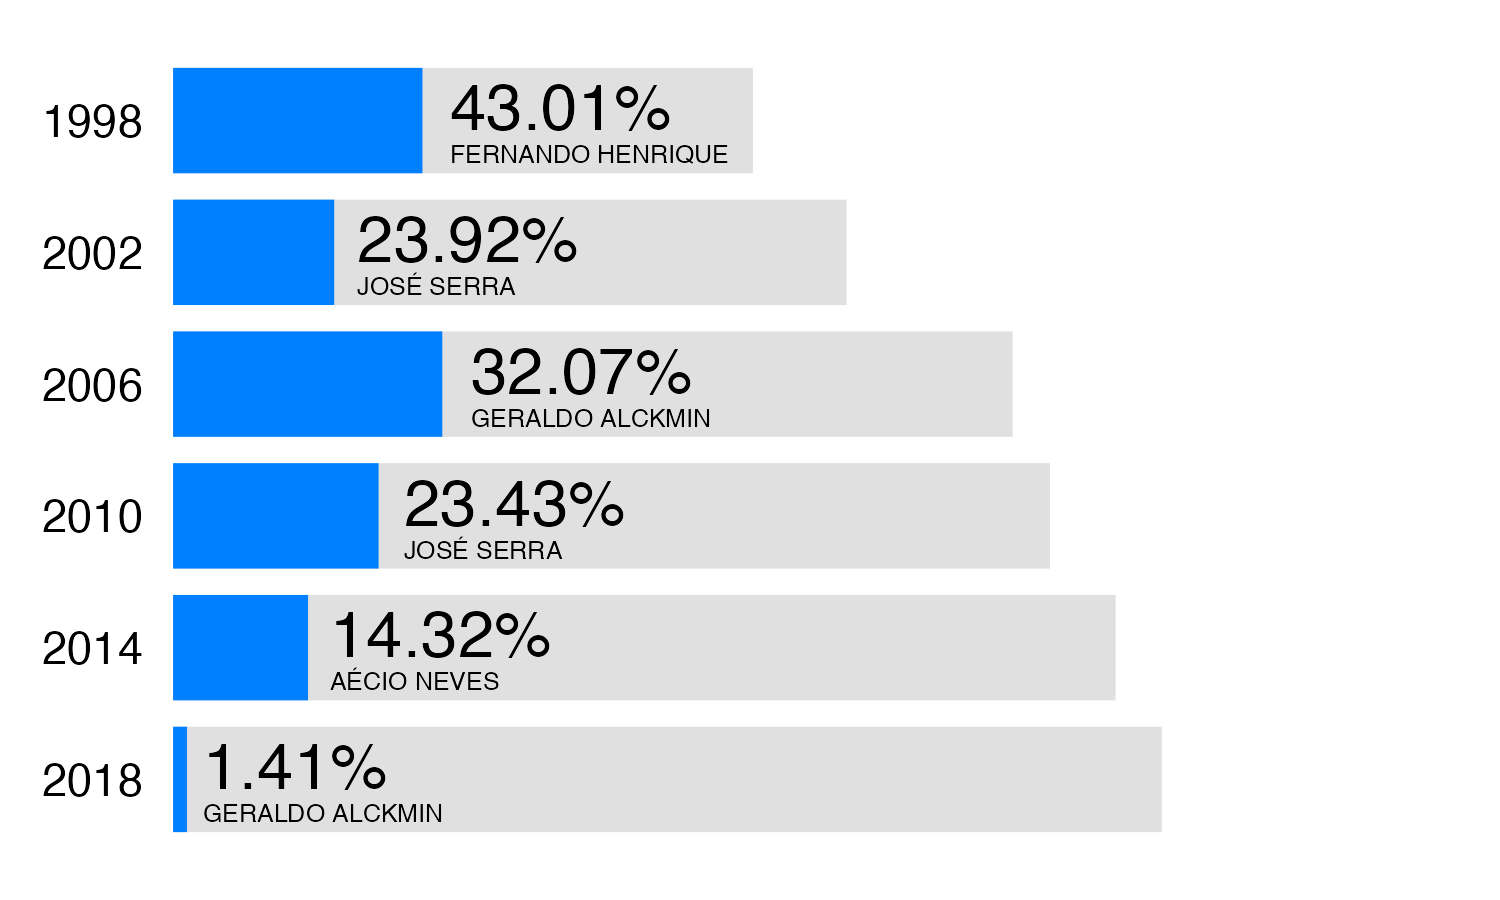 1998
43.01%
FERNANDO HENRIQUE
2002
23.92%
JOSÉ SERRA
2006
32.07%
GERALDO ALCKMIN
2010
23.43%
JOSÉ SERRA
2014
14.32%
AÉCIO NEVES
2018
1.41%
GERALDO ALCKMIN